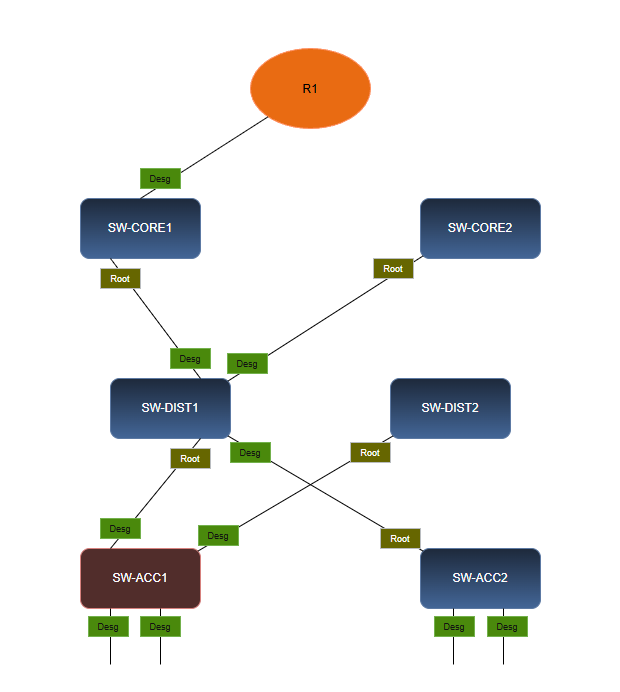 R1
Desg
SW-CORE1
SW-CORE2
Root
Root
Desg
Desg
SW-DIST1
SW-DIST2
Root
Desg
Root
Desg
Desg
Root
SW-ACC1
SW-ACC2
Desg
Desg
Desg
Desg